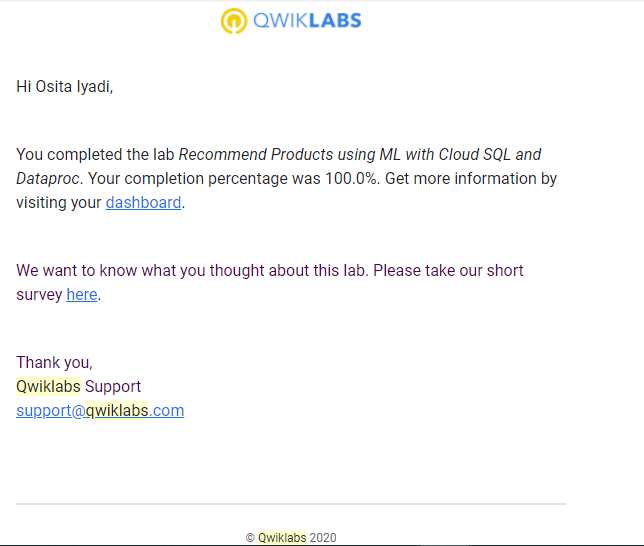 QWIKLABS
Hi Osita Iyadi,
You completed the lab Recommend Products using ML with Cloud SQL and
Dataproc. Your completion percentage was 100.0%. Get more information by
visiting your dashboard.
We want to know what you thought about this lab. Please take our short
survey here.
Thank you,
Qwiklabs Support
support@qwiklabs.com
© Qwiklabs 2020